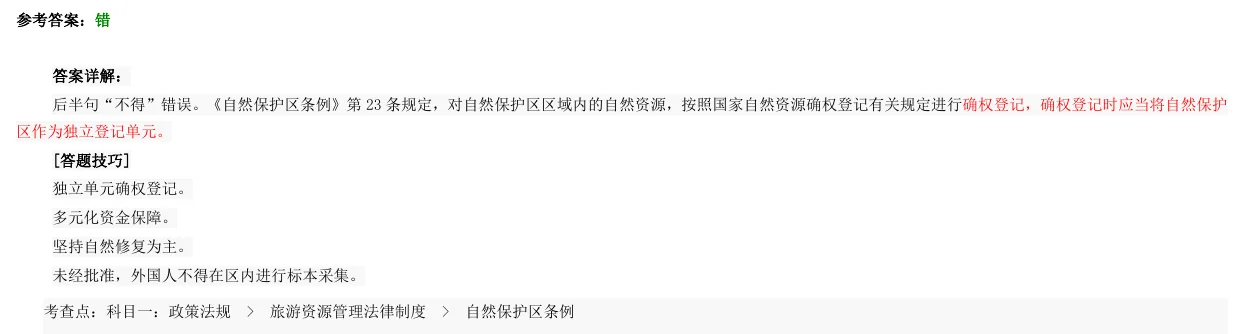 参考答案：错
答案详解：
后半句“不得”错误。《自然保护区条例》第 23 条规定，对自然保护区区域内的自然资源，按照国家自然资源确权登记有关规定进行确权登记，确权登记时应当将自然保护
区作为独立登记单元。
[答题技巧]
独立单元确权登记。
多元化资金保障。
坚持自然修复为主。
未经批准，外国人不得在区内进行标本采集。
考查点：科目一：政策法规 > 旅游资源管理法律制度 > 自然保护区条例